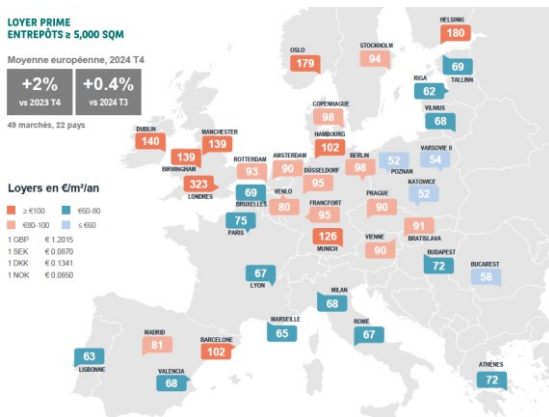 LOYER PRIME
ENTREPÔTS ≥ 5,000 SQM
Moyenne européenne, 2024 T4
+2%
vs 2023 T4
+0.4%
vs 2024 T3
49 marchés, 22 pays
Loyers en €/m²/an
≥ €100
€60-80
€80-100
≤ €60
1 GBP € 1.2015
1 SEK € 0.0870
1 DKK € 0.1341
1 NOK € 0.0850
HELSINKI
180
OSLO
179
STOCKHOLM
94
69
TALLINN
RIGA
62
VILNIUS
68
COPENHAGUE
98
DUBLIN
140
MANCHESTER
139
139
BIRMINGHAM
323
LONDRES
HAMBOURG
102
ROTTERDAM
93
AMSTERDAM
90
DÜSSELDORF
95
BERLIN
98
52
POZNAN
VARSOVIE II
54
KATOWICE
52
69
BRUXELLES
VENLO
80
FRANCFORT
95
PRAGUE
90
75
PARIS
126
MUNICH
VIENNE
90
91
BRATISLAVA
BUDAPEST
72
BUCAREST
58
67
LYON
MILAN
68
MARSEILLE
65
ROME
67
MADRID
81
BARCELONE
102
63
LISBONNE
VALENCIA
68
ATHÈNES
72